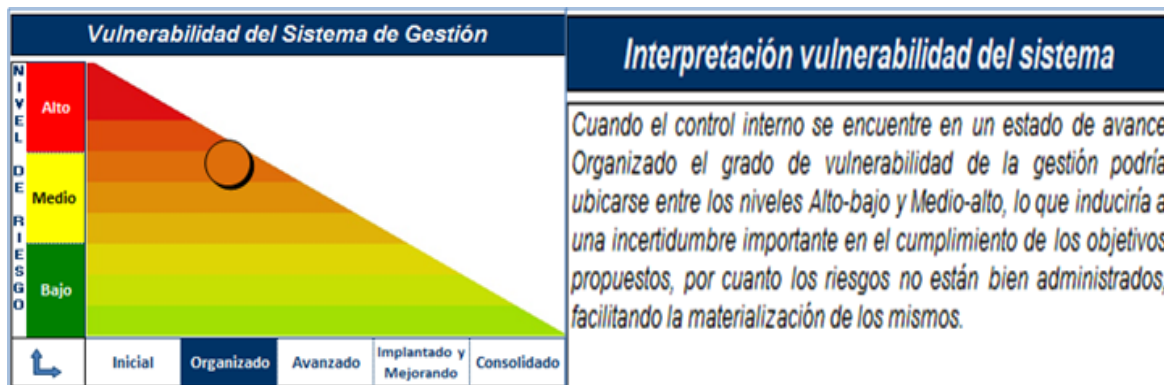 Vulnerabilidad del Sistema de Gestión
NIVEL DE RIESGO
Alto
Medio
Bajo
Inicial
Organizado
Avanzado
Implantado y
Mejorando
Consolidado
Interpretación vulnerabilidad del sistema
Cuando el control interno se encuentre en un estado de avance
Organizado el grado de vulnerabilidad de la gestión podría
ubicarse entre los niveles Alto-bajo y Medio-alto, lo que induciría a
una incertidumbre importante en el cumplimiento de los objetivos
propuestos, por cuanto los riesgos no están bien administrados,
facilitando la materialización de los mismos.